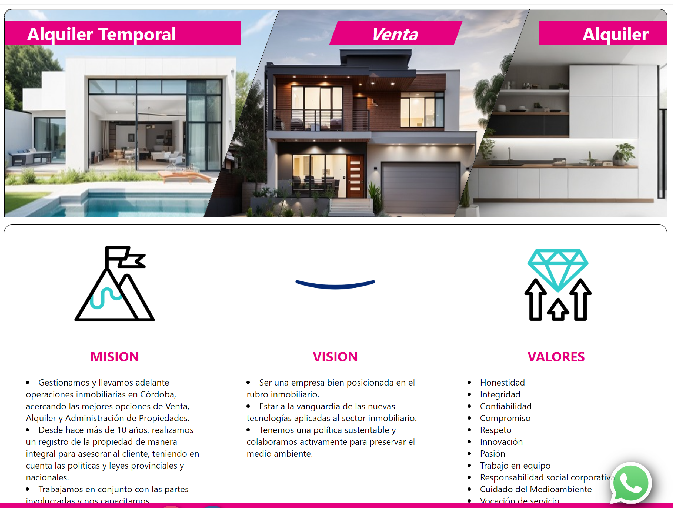 Alquiler Temporal
Venta
Alquiler
MISION
• Gestionamos y llevamos adelante
operaciones inmobiliarias en Córdoba,
acercando las mejores opciones de Venta,
Alquiler y Administración de Propiedades.
• Desde hace más de 10 años, realizamos
un registro de la propiedad de manera
integral para asesorar al cliente, teniendo en
cuenta las políticas y leyes provinciales y
nacionales.
• Trabajamos en conjunto con las partes
involucradas y nos capacitamos
VISION
• Ser una empresa bien posicionada en el
rubro inmobiliario.
• Estar a la vanguardia de las nuevas
tecnologías aplicadas al sector inmobiliario.
• Tenemos una política sustentable y
colaboramos activamente para preservar el
medio ambiente.
VALORES
• Honestidad
• Integridad
• Confiabilidad
• Compromiso
• Respeto
• Innovación
• Pasión
• Trabajo en equipo
• Responsabilidad social corporativ
• Cuidado del Medioambiente
• Vocación de servicio